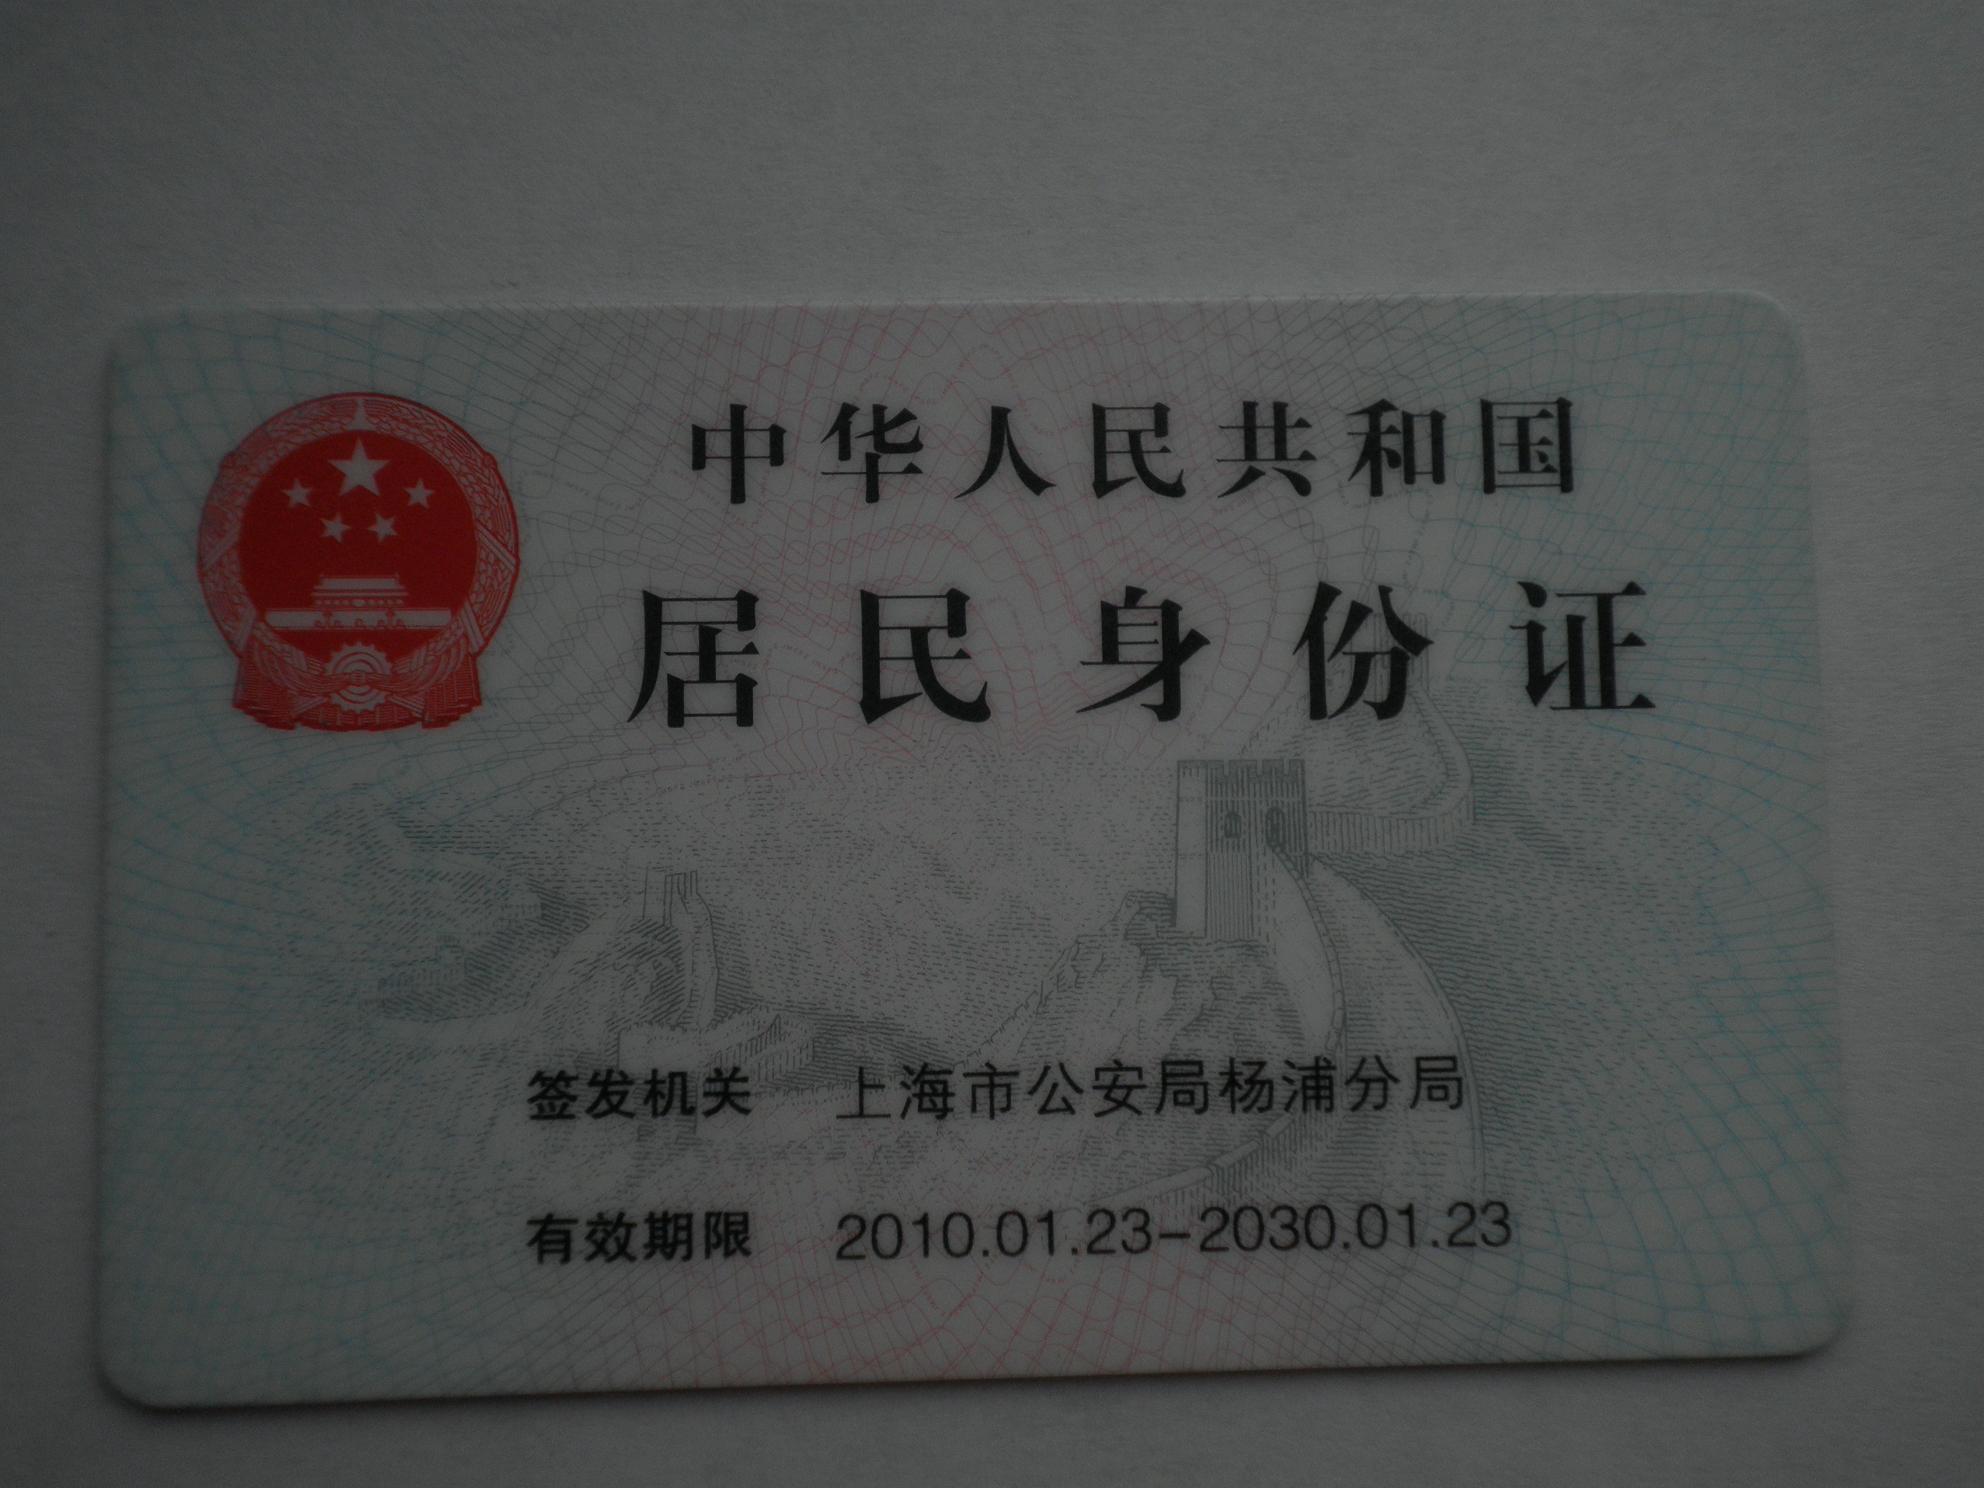 中华人民共和国
居民身份证
签发机关 上海市公安局杨浦分局
有效期限 2010.01.23-2030.01.23